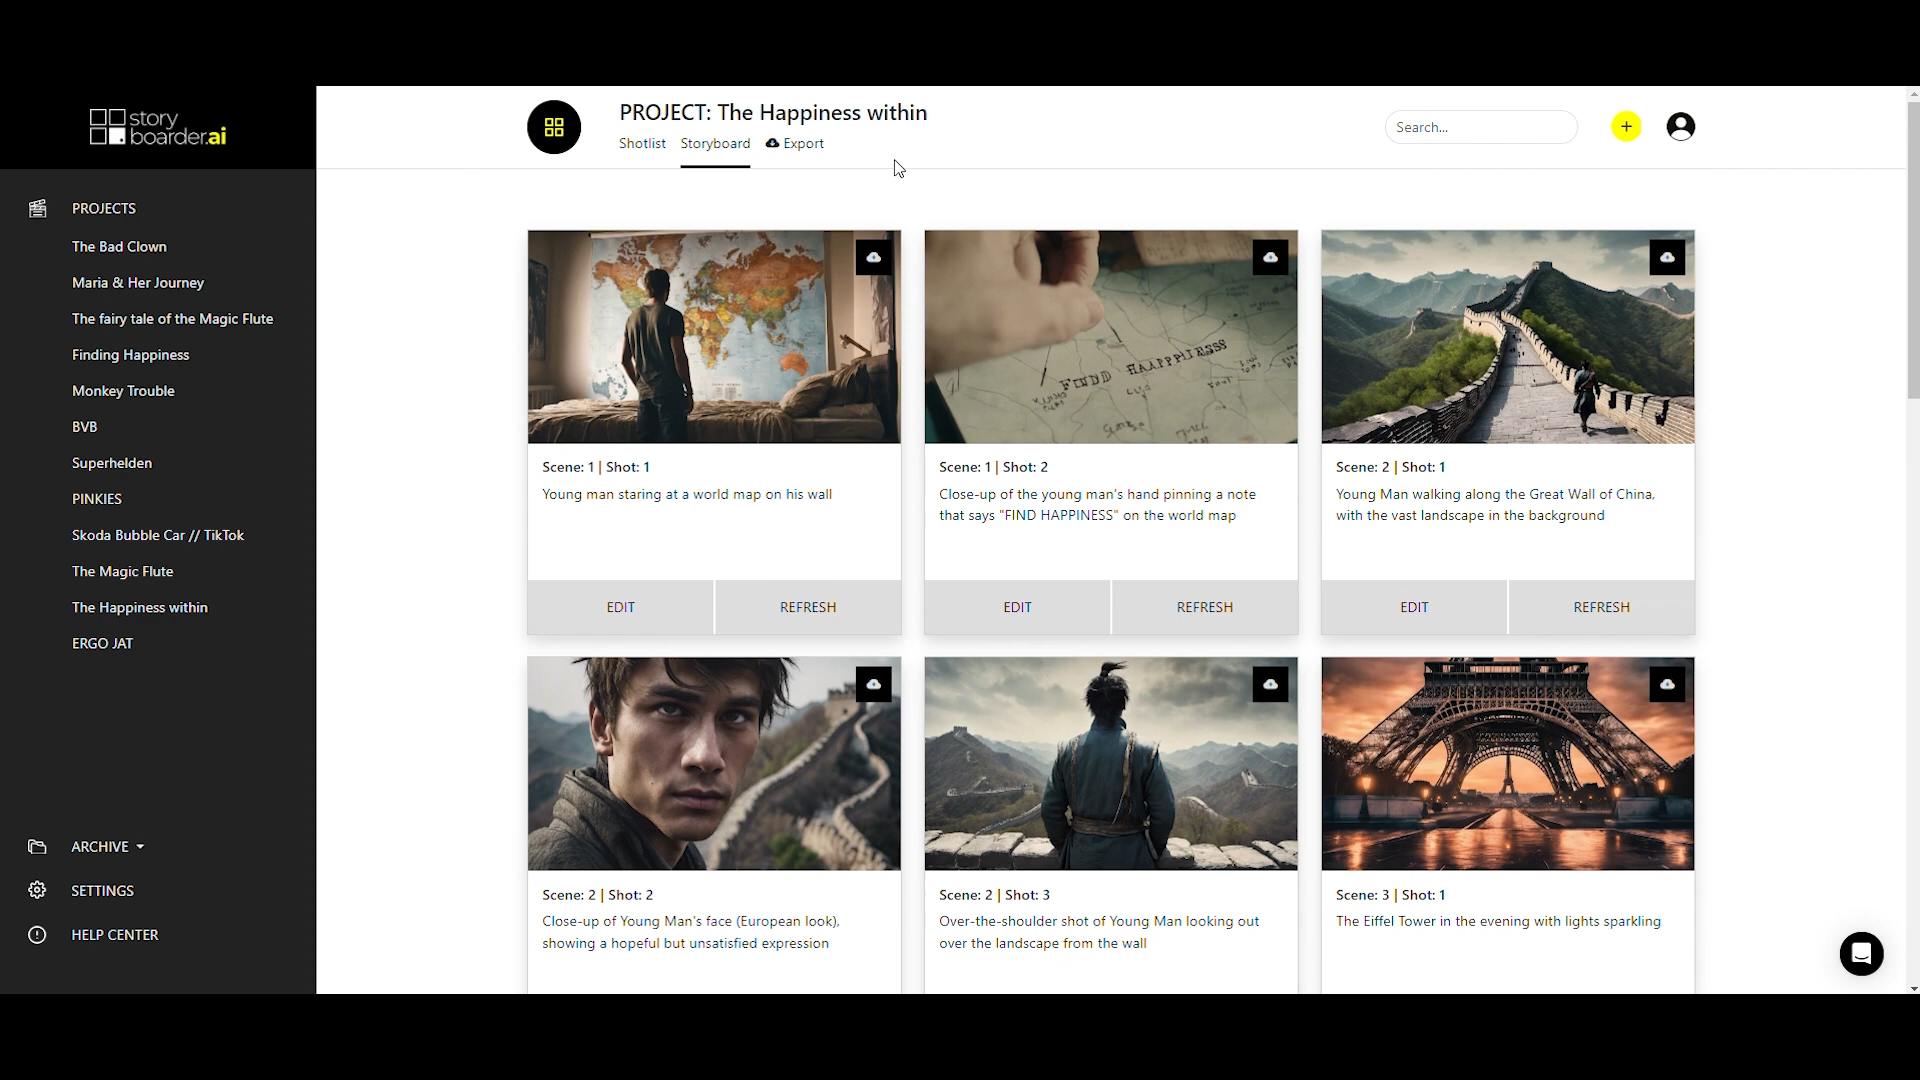 story
boarder.ai
PROJECT: The Happiness within
Shotlist Storyboard Export
Search...
+
PROJECTS
The Bad Clown
Maria & Her Journey
The fairy tale of the Magic Flute
Finding Happiness
Monkey Trouble
BVB
Superhelden
PINKIES
Skoda Bubble Car // TikTok
The Magic Flute
The Happiness within
ERGO JAT
ARCHIVE
SETTINGS
HELP CENTER
Scene: 1 | Shot: 1
Young man staring at a world map on his wall
EDIT REFRESH
FINDD HAAPPPINESSS
Scene: 1 | Shot: 2
Close-up of the young man's hand pinning a note
that says "FIND HAPPINESS" on the world map
EDIT REFRESH
Scene: 2 | Shot: 1
Young Man walking along the Great Wall of China,
with the vast landscape in the background
EDIT REFRESH
Scene: 2 | Shot: 2
Close-up of Young Man's face (European look),
showing a hopeful but unsatisfied expression
Scene: 2 | Shot: 3
Over-the-shoulder shot of Young Man looking out
over the landscape from the wall
Scene: 3 | Shot: 1
The Eiffel Tower in the evening with lights sparkling